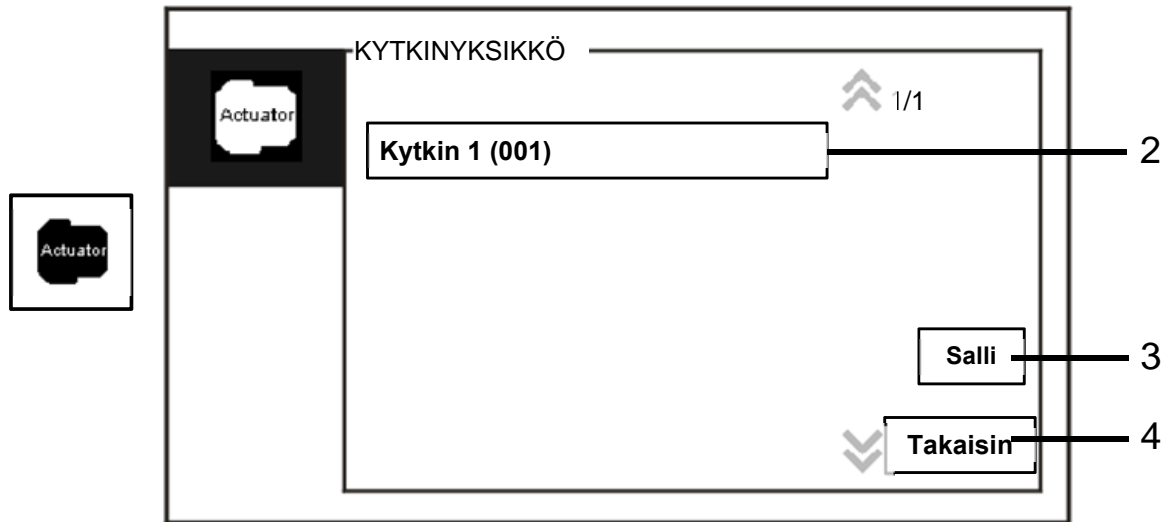 KYTKINYKSIKKÖ
Actuator
1/1
Kytkin 1 (001)
2
Actuator
Salli
3
Takaisin
4